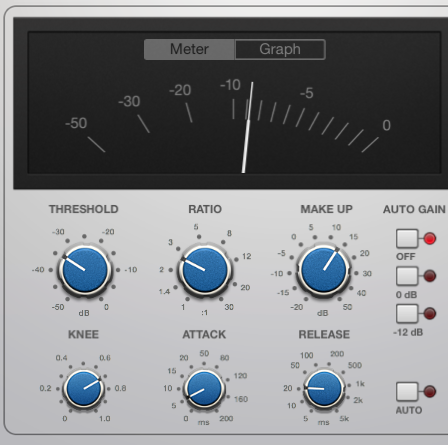 Meter Graph
-50 -30 -20 -10 -5 0
THRESHOLD RATIO MAKE UP AUTO GAIN
-30 -20
-40 -10
-50 0
dB
5
3 8
2 12
1.4 20
1 30
:1
5 10
0 15
-5 20
-10 30
-15 40
-20 50
dB
OFF
0 dB
-12 dB
KNEE ATTACK RELEASE
0.4 0.6
0.2 0.8
0 1.0
50
20 80
15 120
10 160
5 200
0
ms
100 200
50 500
20 1k
10 2k
5 5k
ms
AUTO